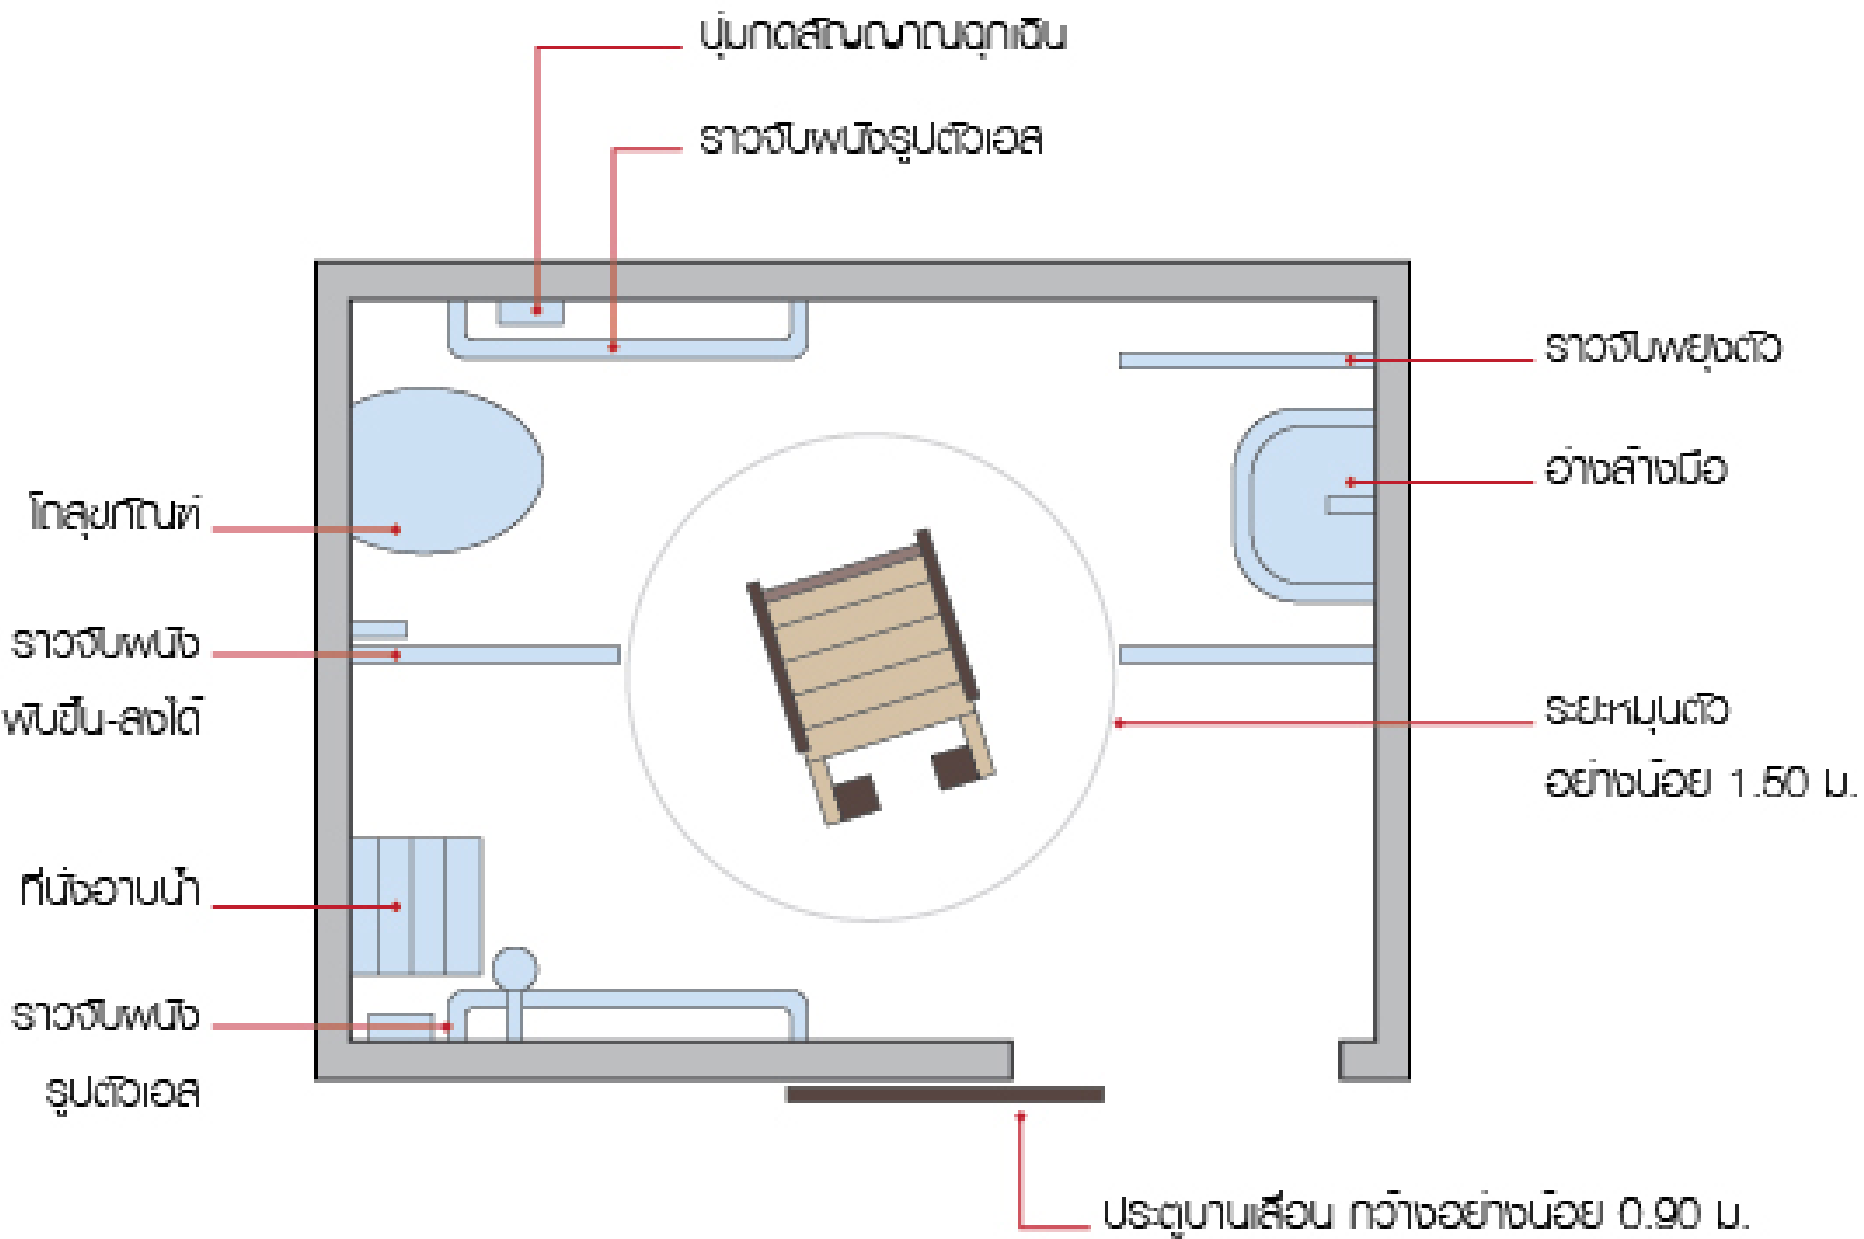 ปุ่มกดสัญญาณฉุกเฉิน
ราวจับผนังรูปตัวแอล
ราวจับพยุงตัว
อ่างล้างมือ
โถสุขภัณฑ์
ราวจับผนัง
พับขึ้น-ลงได้
ระยะหมุนตัว
อย่างน้อย 1.50 ม.
ที่นั่งอาบน้ำ
ราวจับผนัง
รูปตัวแอล
ประตูบานเลื่อน กว้างอย่างน้อย 0.90 ม.